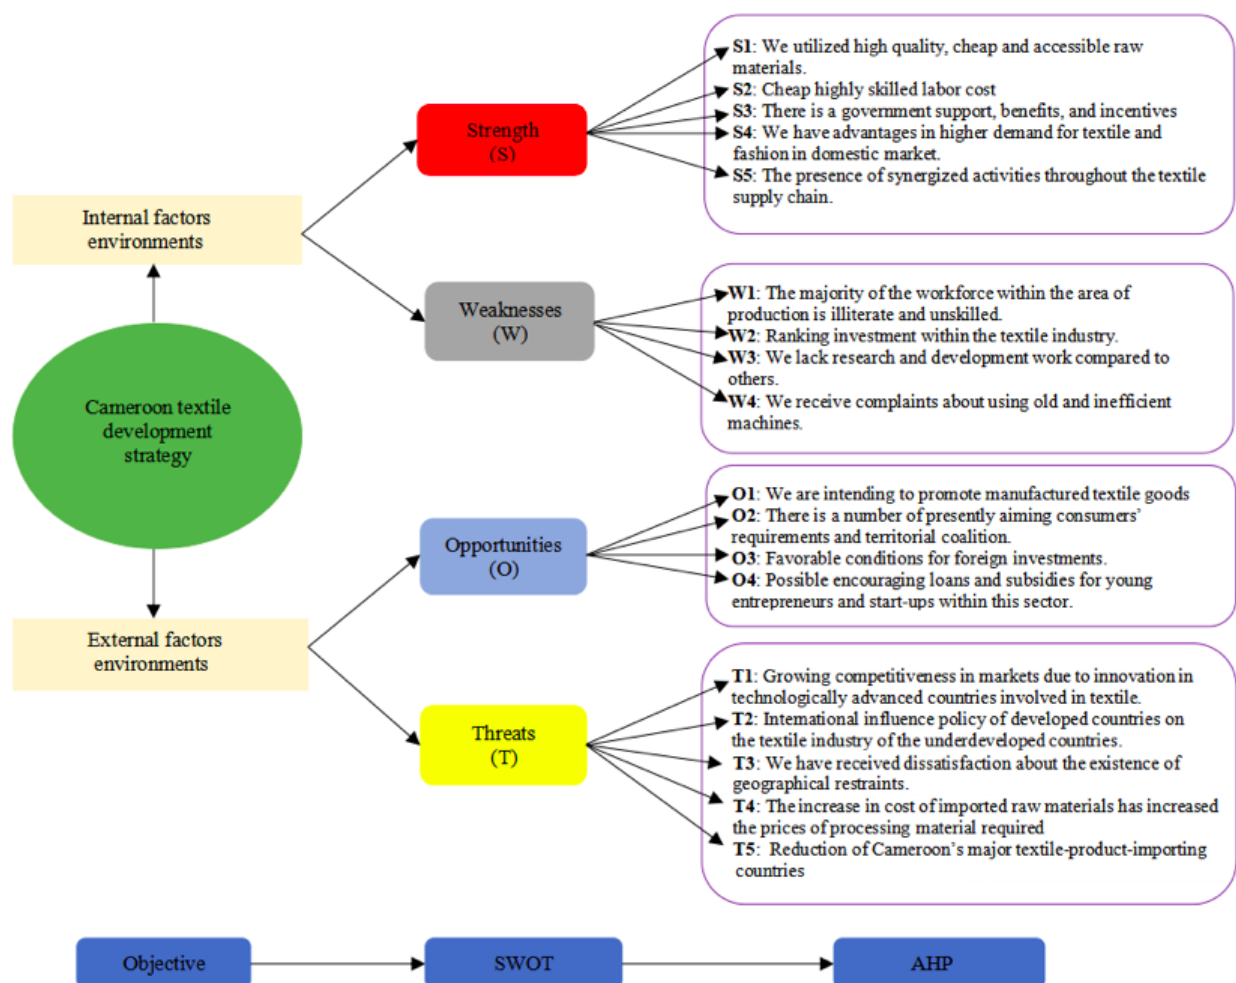 Cameroon textile
development
strategy
Internal factors
environments
External factors
environments
Strength
(S)
Weaknesses
(W)
Opportunities
(O)
Threats
(T)
S1: We utilized high quality, cheap and accessible raw
materials.
S2: Cheap highly skilled labor cost
S3: There is a government support, benefits, and incentives
S4: We have advantages in higher demand for textile and
fashion in domestic market.
S5: The presence of synergized activities throughout the textile
supply chain.
W1: The majority of the workforce within the area of
production is illiterate and unskilled.
W2: Ranking investment within the textile industry.
W3: We lack research and development work compared to
others.
W4: We receive complaints about using old and inefficient
machines.
O1: We are intending to promote manufactured textile goods
O2: There is a number of presently aiming consumers’
requirements and territorial coalition.
O3: Favorable conditions for foreign investments.
O4: Possible encouraging loans and subsidies for young
entrepreneurs and start-ups within this sector.
T1: Growing competitiveness in markets due to innovation in
technologically advanced countries involved in textile.
T2: International influence policy of developed countries on
the textile industry of the underdeveloped countries.
T3: We have received dissatisfaction about the existence of
geographical restraints.
T4: The increase in cost of imported raw materials has increased
the prices of processing material required
T5: Reduction of Cameroon’s major textile-product-importing
countries
Objective
SWOT
AHP